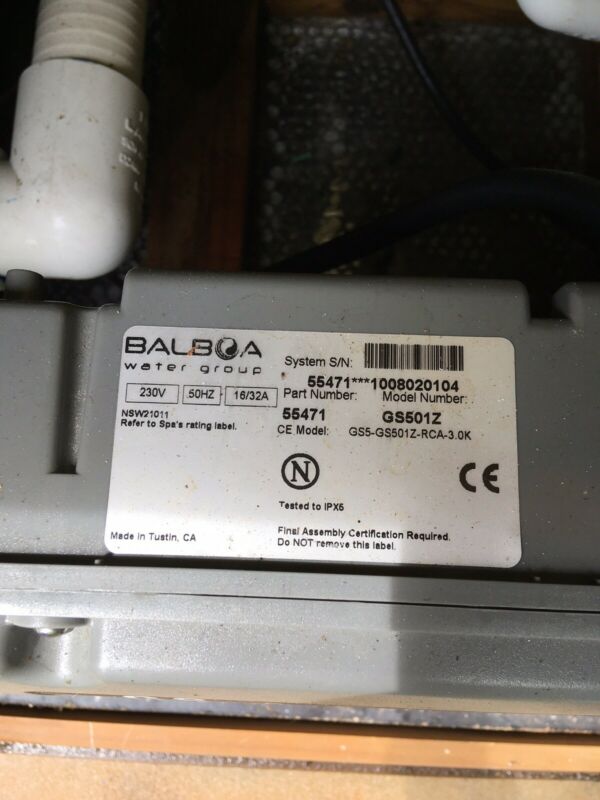 BALBOA
water group
System S/N:
55471***1008020104
230V
50HZ
16/32A
Part Number:
Model Number:
55471
GS501Z
NSW21011
Refer to Spa's rating label.
CE Model: GS5-GS501Z-RCA-3.0K
N
CE
Tested to IPX5
Made in Tustin, CA
Final Assembly Certification Required.
Do NOT remove this label.